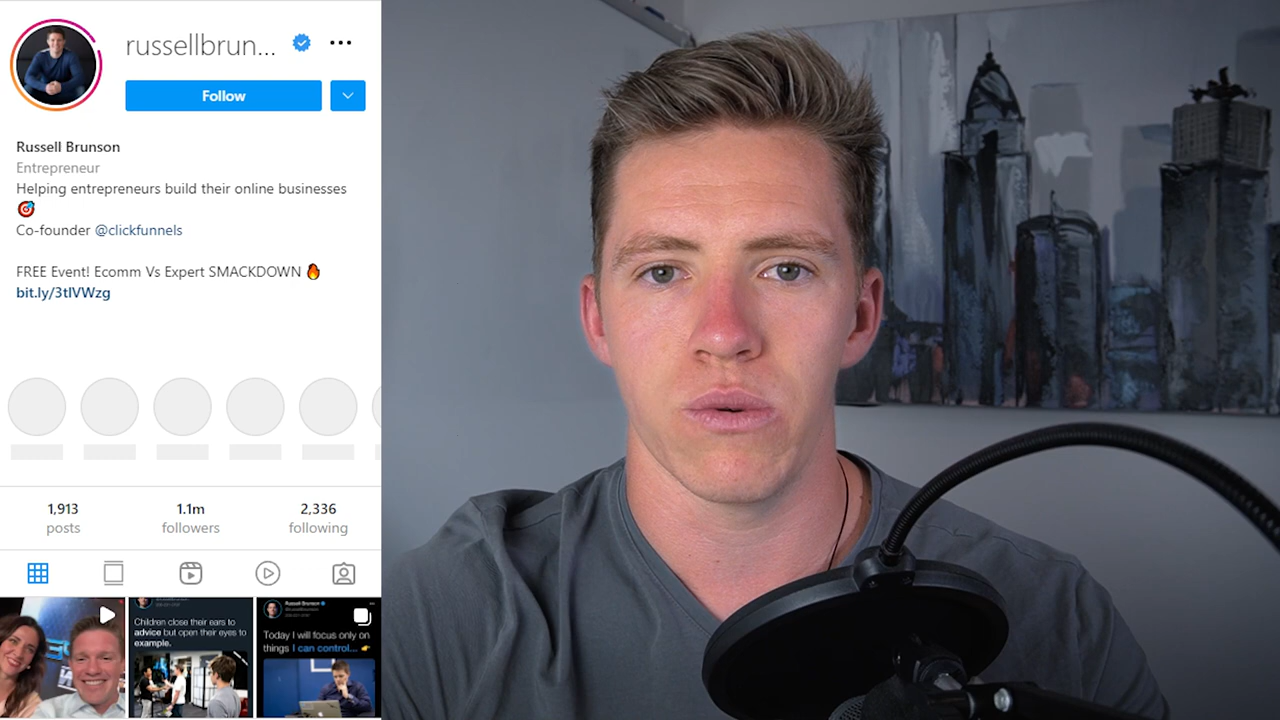 russellbrun...
Follow
Russell Brunson
Entrepreneur
Helping entrepreneurs build their online businesses
🎯
Co-founder @clickfunnels
FREE Event! Ecomm Vs Expert SMACKDOWN 🔥
bit.ly/3tIVWzg
1,913
posts
1.1m
followers
2,336
following
Children close their ears to
advice but open their eyes to
example.
Russell Brunson
Today I will focus only on
things I can control... 👉